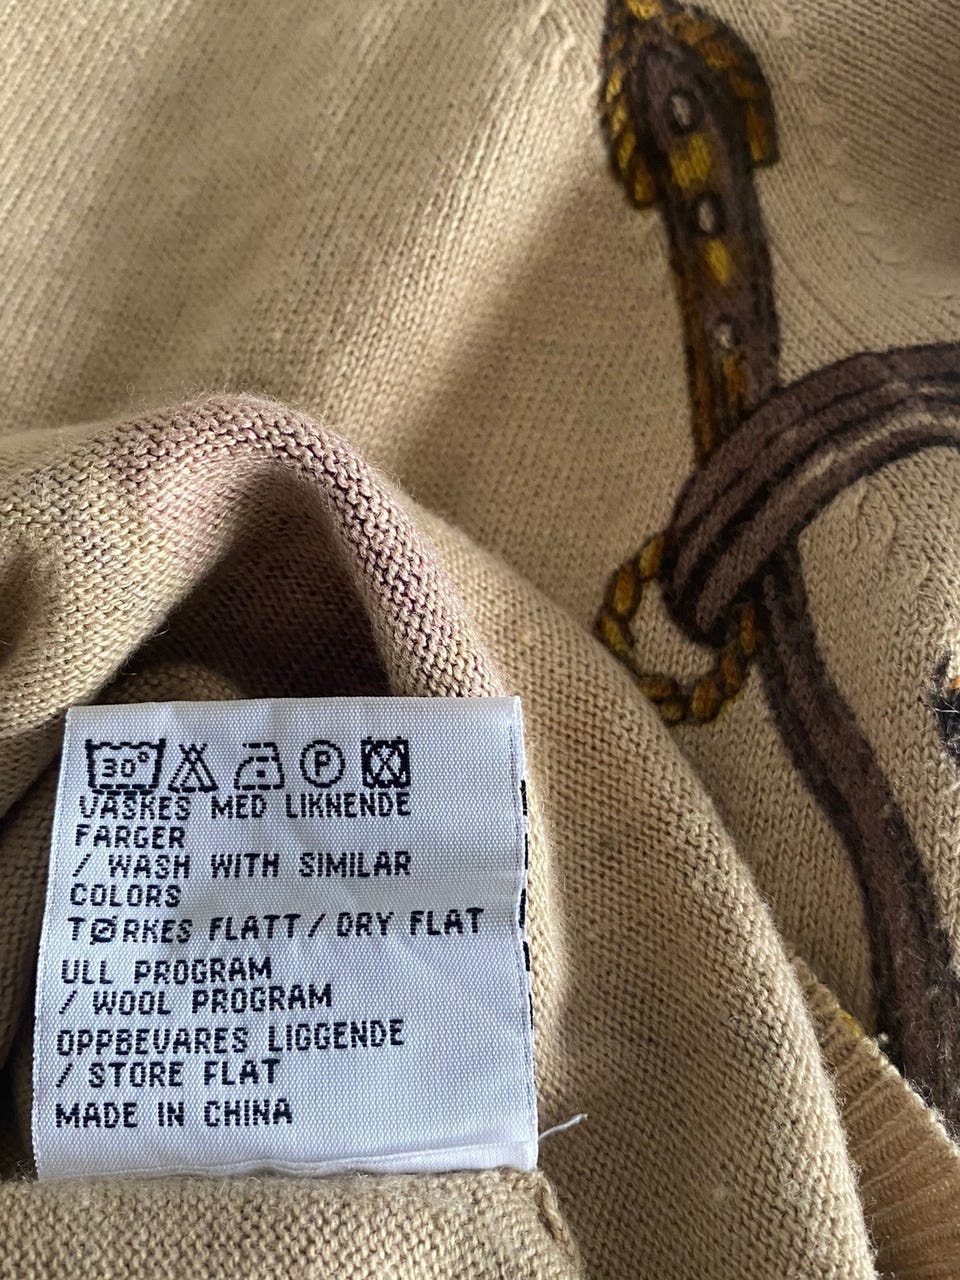 30° P
VASKES MED LIKNENDE
FARGER
/ WASH WITH SIMILAR
COLORS
TØRKES FLATT / DRY FLAT
ULL PROGRAM
/ WOOL PROGRAM
OPPBEVARES LIGGENDE
/ STORE FLAT
MADE IN CHINA